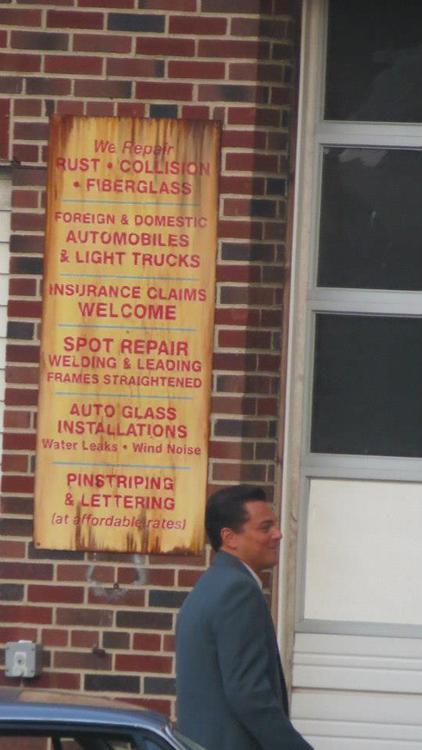 We Repair
RUST • COLLISION
• FIBERGLASS
FOREIGN & DOMESTIC
AUTOMOBILES
& LIGHT TRUCKS
INSURANCE CLAIMS
WELCOME
SPOT REPAIR
WELDING & LEADING
FRAMES STRAIGHTENED
AUTO GLASS
INSTALLATIONS
Water Leaks • Wind Noise
PINSTRIPING
& LETTERING
(at affordable rates)